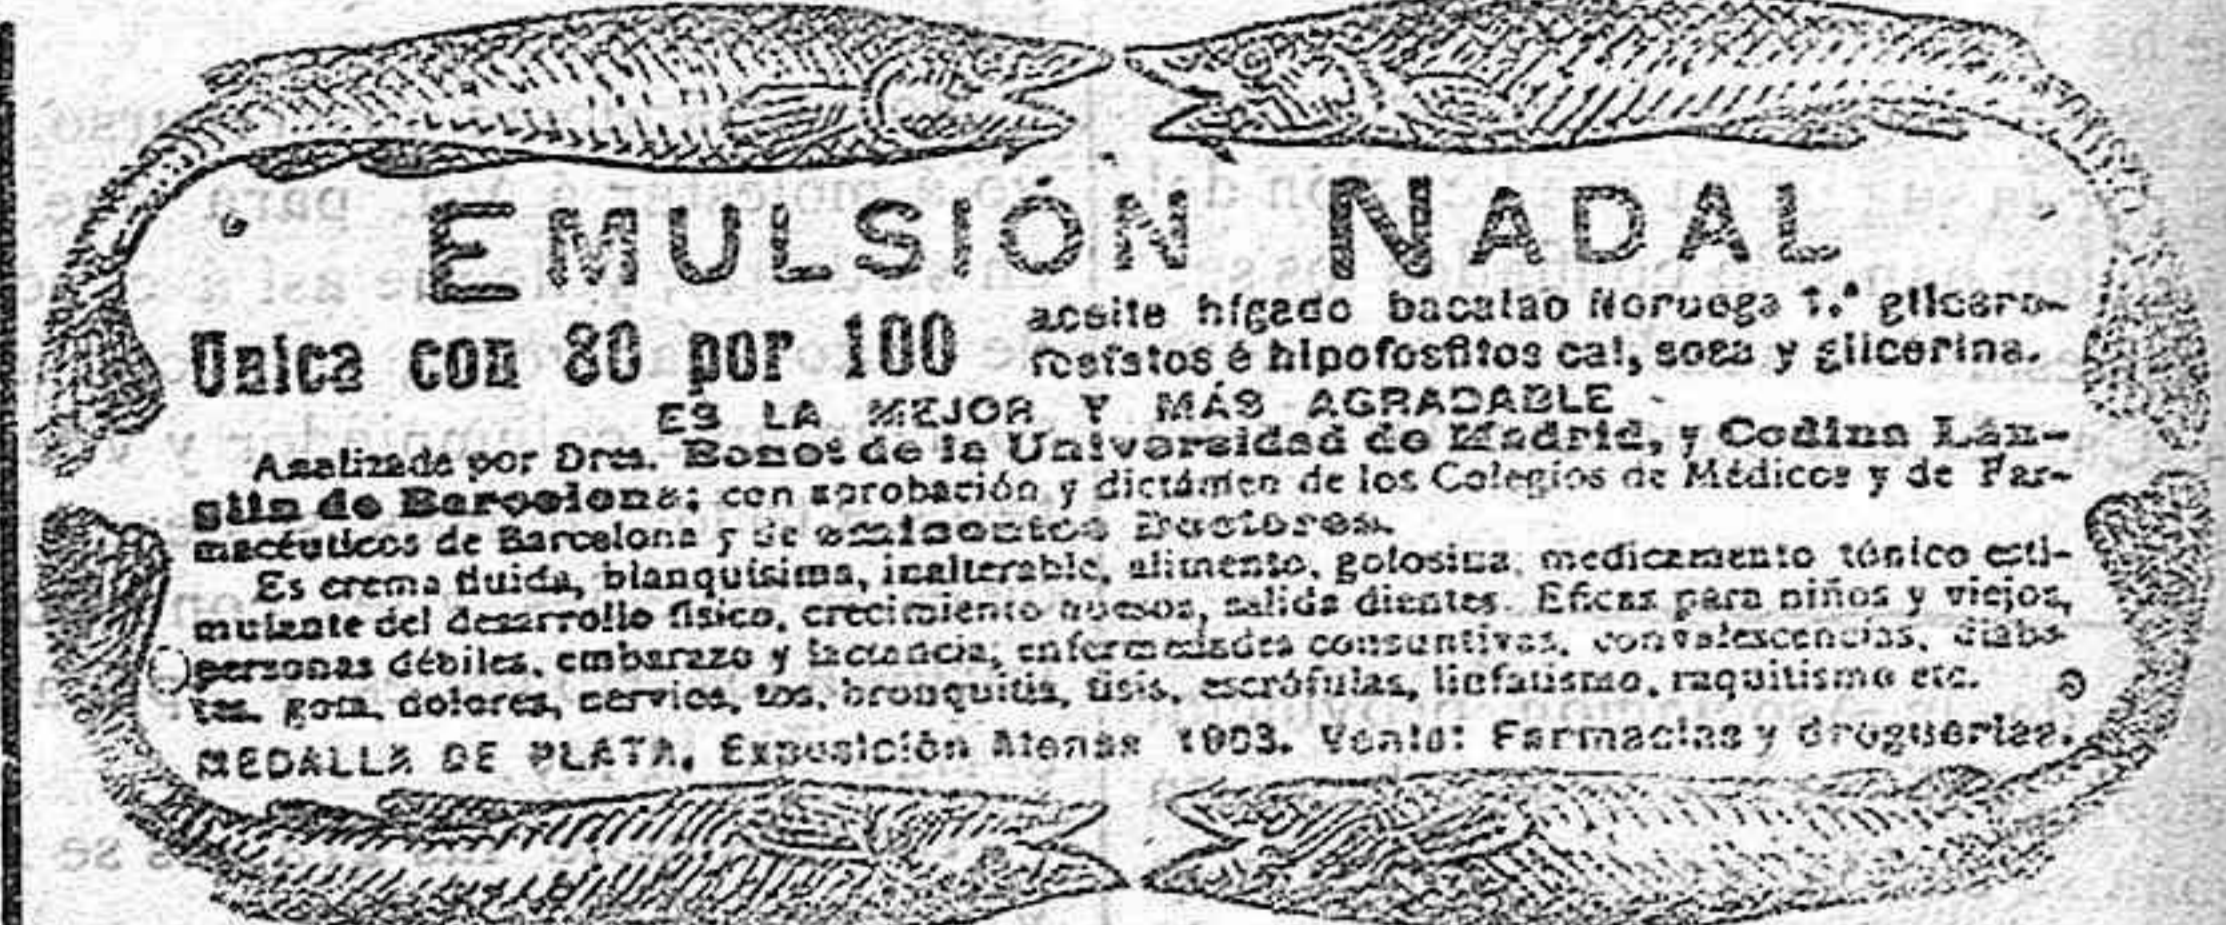 EMULSIÓN NADAL
Unica con 80 por 100 aceite hígado bacalao Noruega 1.ª glicero-
fosfatos é hipofosfitos cal, sosa y glicerina.
ES LA MEJOR Y MÁS AGRADABLE
Analizada por Dres. Bonet de la Universidad de Madrid, y Codina Län-
glin de Barcelona; con aprobación y dictámen de los Colegios de Médicos y de Far-
macéuticos de Barcelona y de eminentes Doctores.
Es crema fluida, blanquísima, inalterable, alimento, golosina, medicamento tónico esti-
mulante del desarrollo físico, crecimiento huesos, salida dientes. Eficaz para niños y viejos,
personas débiles, embarazo y lactancia, enfermedades consuntivas, convalescencias, diabe-
tes, gota, dolores, nervios, tos, bronquitis, tisis, escrófulas, linfatismo, raquitismo etc.
MEDALLA DE PLATA, Exposición Atenas 1903. Venta: Farmacias y droguerías.